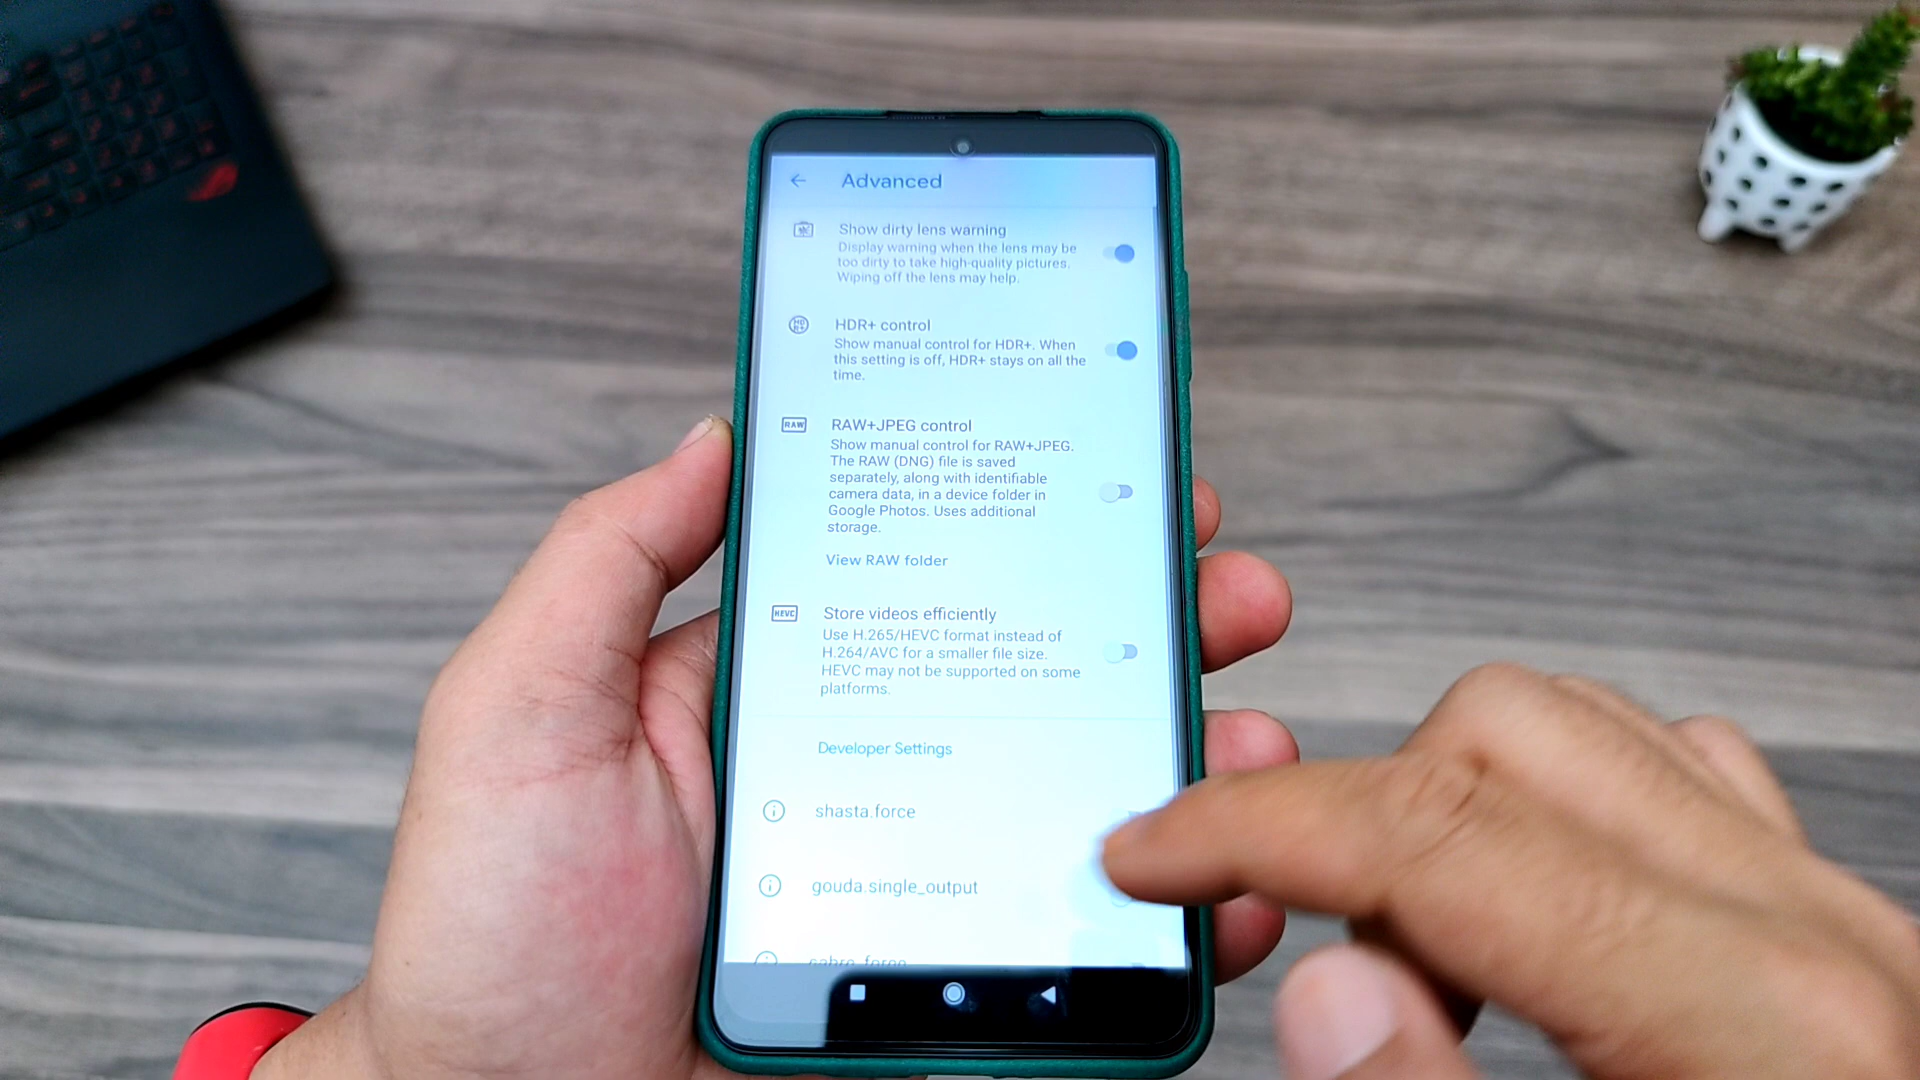 Advanced
Show dirty lens warning
Display warning when the lens may be
too dirty to take high-quality pictures.
Wiping off the lens may help.
HDR+ control
Show manual control for HDR+. When
this setting is off, HDR+ stays on all the
time.
RAW
RAW+JPEG control
Show manual control for RAW+JPEG.
The RAW (DNG) file is saved
separately, along with identifiable
camera data, in a device folder in
Google Photos. Uses additional
storage.
View RAW folder
HEVC
Store videos efficiently
Use H.265/HEVC format instead of
H.264/AVC for a smaller file size.
HEVC may not be supported on some
platforms.
Developer Settings
shasta.force
gouda.single_output